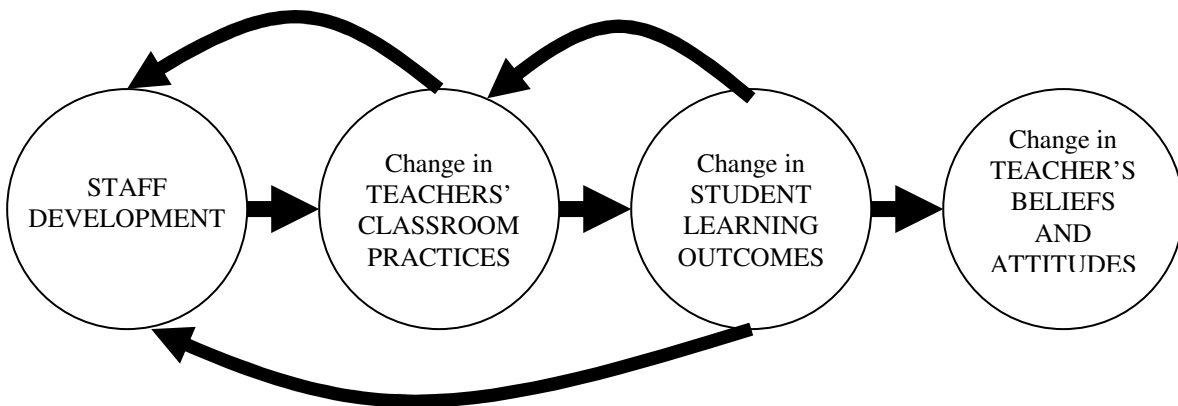 STAFF
DEVELOPMENT
Change in
TEACHERS’
CLASSROOM
PRACTICES
Change in
STUDENT
LEARNING
OUTCOMES
Change in
TEACHER’S
BELIEFS
AND
ATTITUDES